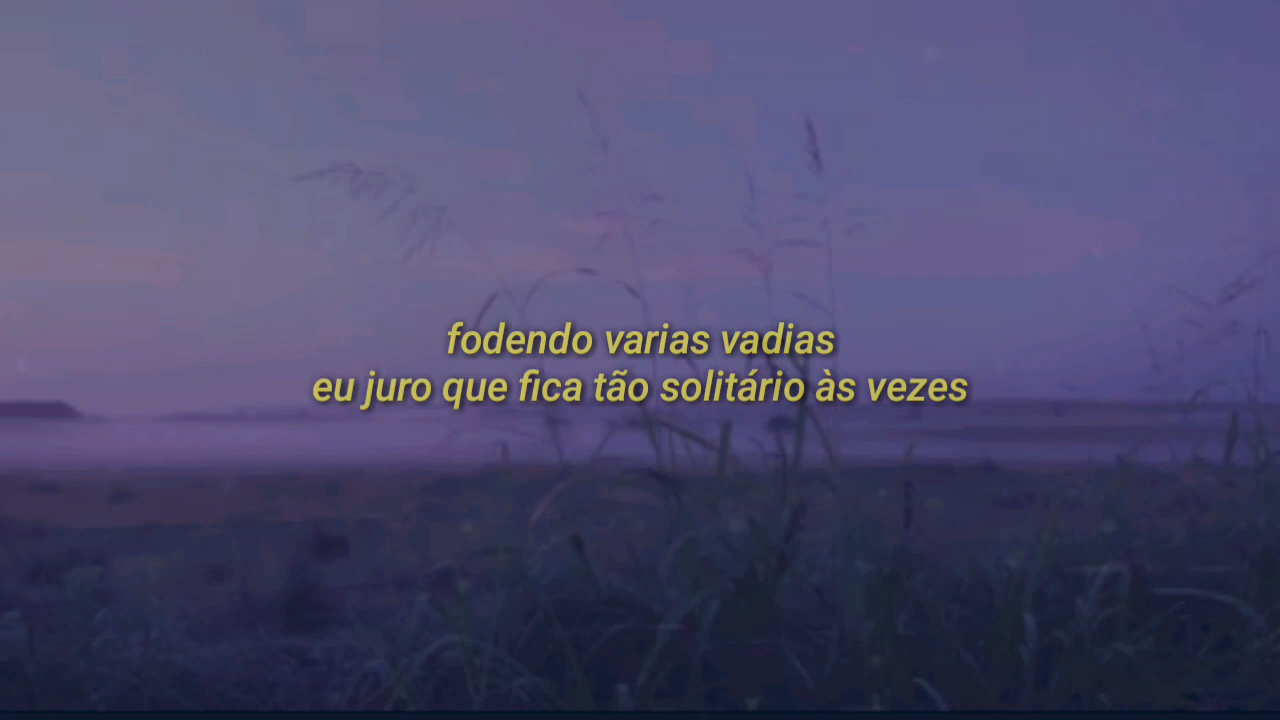 fodendo varias vadias
eu juro que fica tão solitário às vezes